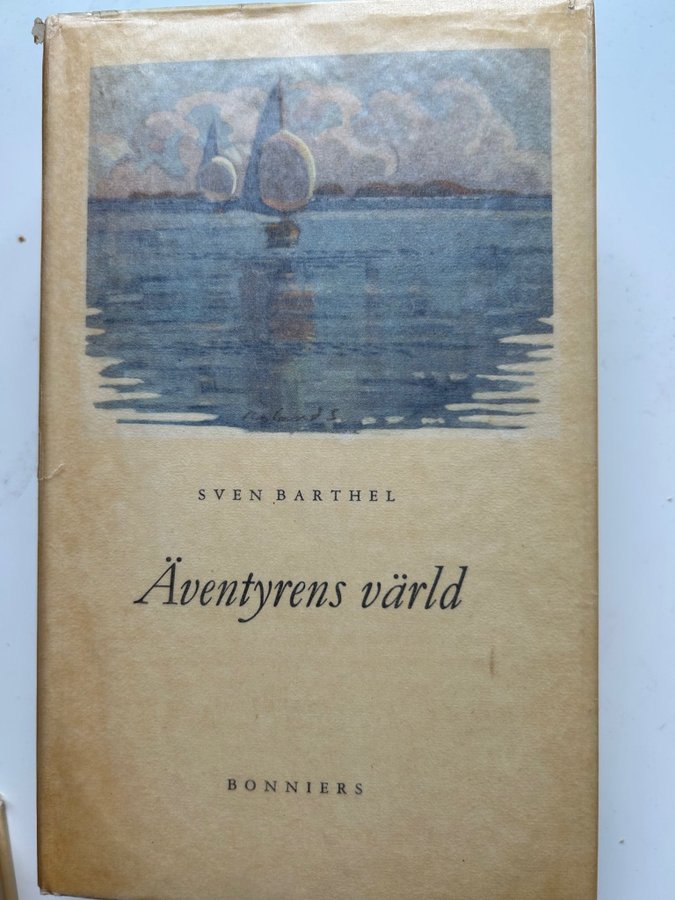 SVEN BARTHEL
Äventyrens värld
BONNIERS